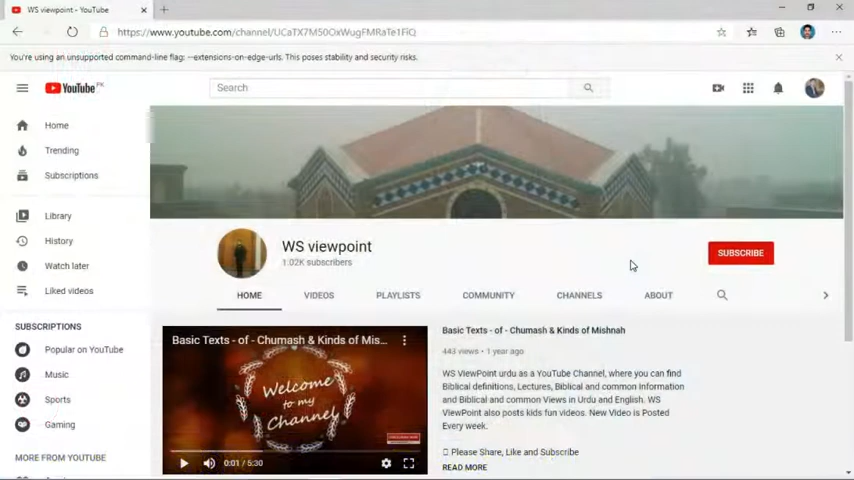 WS viewpoint - YouTube
https://www.youtube.com/channel/UCaTX7M50OxWugFMRaTe1FiQ
You're using an unsupported command-line flag: --extensions-on-edge-urls. This poses stability and security risks.
YouTube PK
Search
Home
Trending
Subscriptions
Library
History
Watch later
Liked videos
SUBSCRIPTIONS
Popular on YouTube
Music
Sports
Gaming
MORE FROM YOUTUBE
WS viewpoint
1.02K subscribers
SUBSCRIBE
HOME VIDEOS PLAYLISTS COMMUNITY CHANNELS ABOUT
Basic Texts - of - Chumash & Kinds of Mis...
Welcome
to my
Channel
0:01 / 5:30
Basic Texts - of - Chumash & Kinds of Mishnah
443 views • 1 year ago
WS ViewPoint urdu as a YouTube Channel, where you can find
Biblical definitions, Lectures, Biblical and common Information
and Biblical and common Views in Urdu and English. WS
ViewPoint also posts kids fun videos. New Video is Posted
Every week.
Please Share, Like and Subscribe
READ MORE